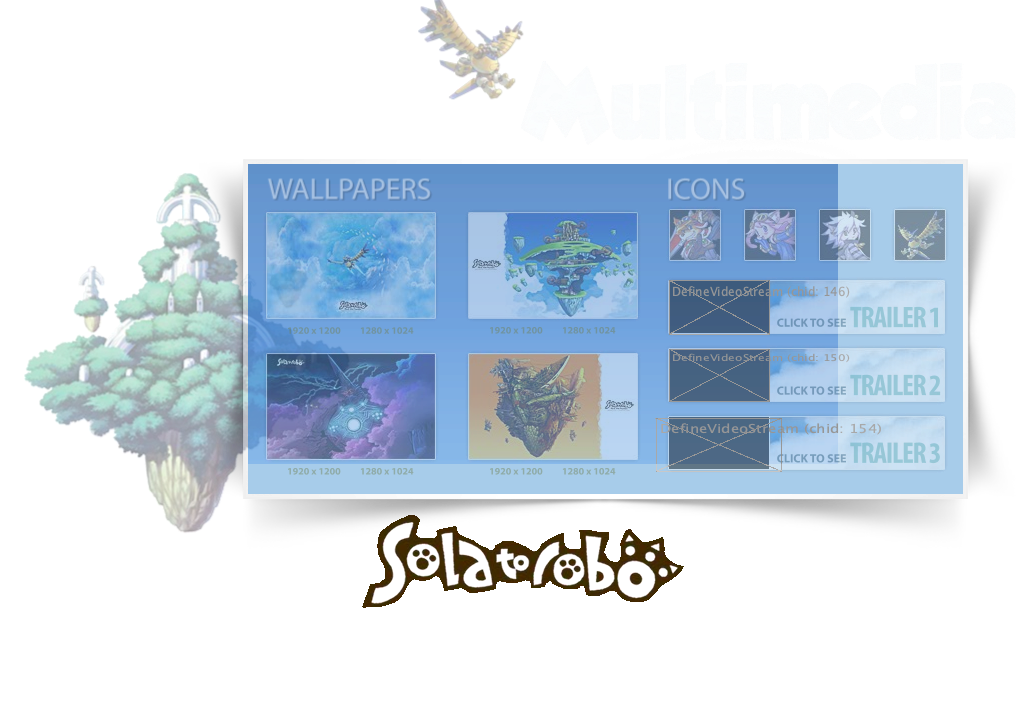 Multimedia
WALLPAPERS
ICONS
1920 x 1200 1280 x 1024
1920 x 1200 1280 x 1024
1920 x 1200 1280 x 1024
1920 x 1200 1280 x 1024
DefineVideoStream (chid: 146)
CLICK TO SEE TRAILER 1
DefineVideoStream (chid: 150)
CLICK TO SEE TRAILER 2
DefineVideoStream (chid: 154)
CLICK TO SEE TRAILER 3
Solatorobo